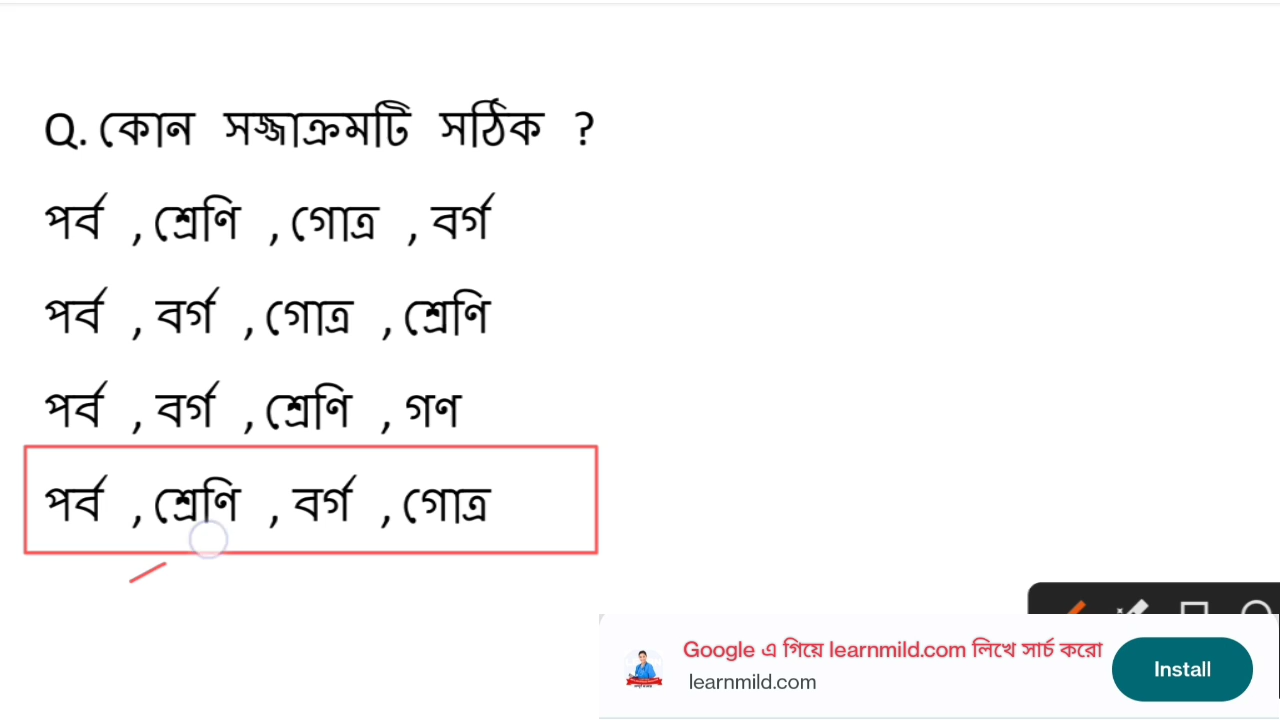 Q. কোন সজ্জাক্রমটি সঠিক ?
পর্ব , শ্রেণি , গোত্র , বর্গ
পর্ব , বর্গ , গোত্র , শ্রেণি
পর্ব , বর্গ , শ্রেণি , গণ
পর্ব , শ্রেণি , বর্গ , গোত্র
Google এ গিয়ে learnmild.com লিখে সার্চ করো
learnmild.com
Install